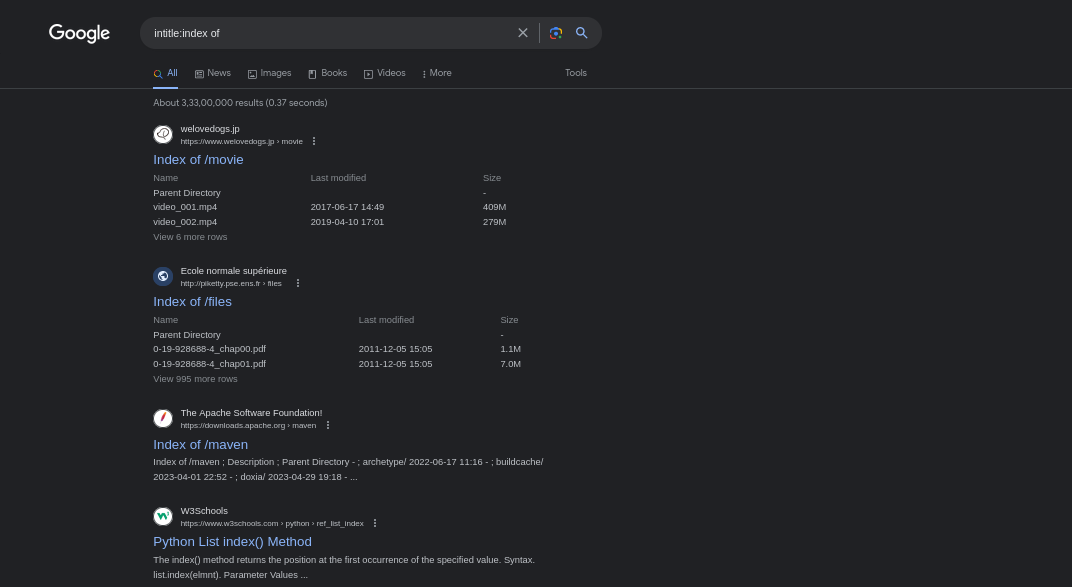 Google
intitle:index of
All News Images Books Videos More Tools
About 3,33,00,000 results (0.37 seconds)
welovedogs.jp
https://www.welovedogs.jp › movie
Index of /movie
Name Last modified Size
Parent Directory -
video_001.mp4 2017-06-17 14:49 409M
video_002.mp4 2019-04-10 17:01 279M
View 6 more rows
Ecole normale supérieure
http://piketty.pse.ens.fr › files
Index of /files
Name Last modified Size
Parent Directory -
0-19-928688-4_chap00.pdf 2011-12-05 15:05 1.1M
0-19-928688-4_chap01.pdf 2011-12-05 15:05 7.0M
View 995 more rows
The Apache Software Foundation!
https://downloads.apache.org › maven
Index of /maven
Index of /maven ; Description ; Parent Directory - ; archetype/ 2022-06-17 11:16 - ; buildcache/
2023-04-01 22:52 - ; doxia/ 2023-04-29 19:18 - ...
W3Schools
https://www.w3schools.com › python › ref_list_index
Python List index() Method
The index() method returns the position at the first occurrence of the specified value. Syntax.
list.index(elmnt). Parameter Values ...